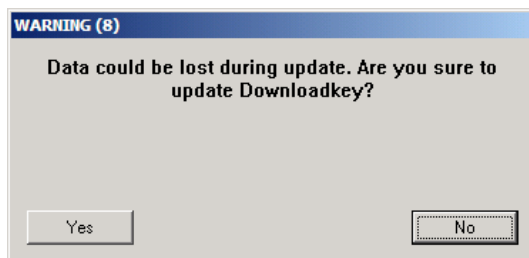 WARNING (8)
Data could be lost during update. Are you sure to
update Downloadkey?
Yes
No